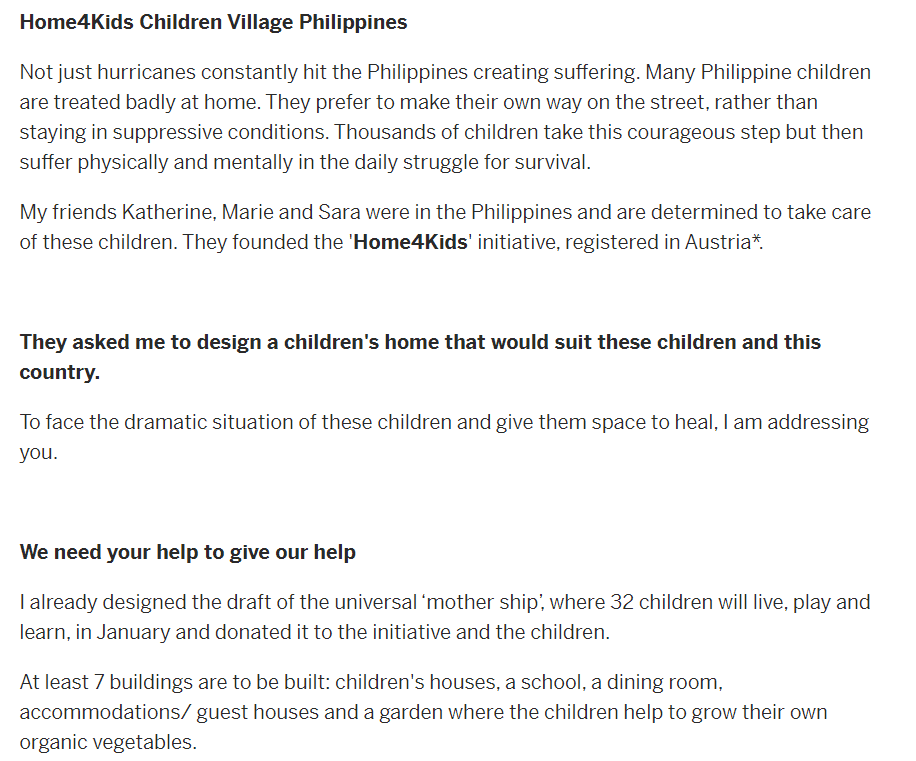 Home4Kids Children Village Philippines
Not just hurricanes constantly hit the Philippines creating suffering. Many Philippine children
are treated badly at home. They prefer to make their own way on the street, rather than
staying in suppressive conditions. Thousands of children take this courageous step but then
suffer physically and mentally in the daily struggle for survival.
My friends Katherine, Marie and Sara were in the Philippines and are determined to take care
of these children. They founded the 'Home4Kids' initiative, registered in Austria*.
They asked me to design a children's home that would suit these children and this
country.
To face the dramatic situation of these children and give them space to heal, I am addressing
you.
We need your help to give our help
I already designed the draft of the universal ‘mother ship’, where 32 children will live, play and
learn, in January and donated it to the initiative and the children.
At least 7 buildings are to be built: children's houses, a school, a dining room,
accommodations/ guest houses and a garden where the children help to grow their own
organic vegetables.